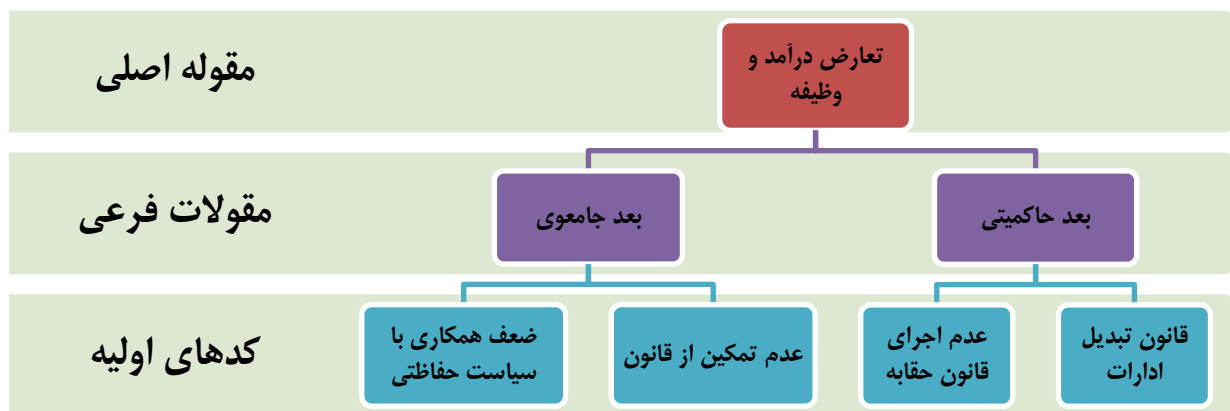 مقوله اصلی
تعارض درآمد و
وظیفه
مقولات فرعی
بعد حاکمیتی
بعد جامعوی
کدهای اولیه
قانون تبدیل
ادارات
عدم اجرای
قانون حقابه
عدم تمکین از قانون
ضعف همکاری با
سیاست حفاظتی